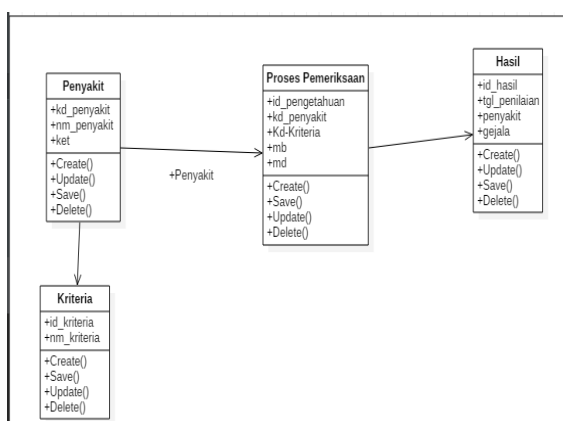 Penyakit
+kd_penyakit
+nm_penyakit
+ket
+Create()
+Update()
+Save()
+Delete()
+Penyakit
Proses Pemeriksaan
+id_pengetahuan
+kd_penyakit
+Kd-Kriteria
+mb
+md
+Create()
+Save()
+Update()
+Delete()
Hasil
+id_hasil
+tgl_penilaian
+penyakit
+gejala
+Create()
+Update()
+Save()
+Delete()
Kriteria
+id_kriteria
+nm_kriteria
+Create()
+Save()
+Update()
+Delete()